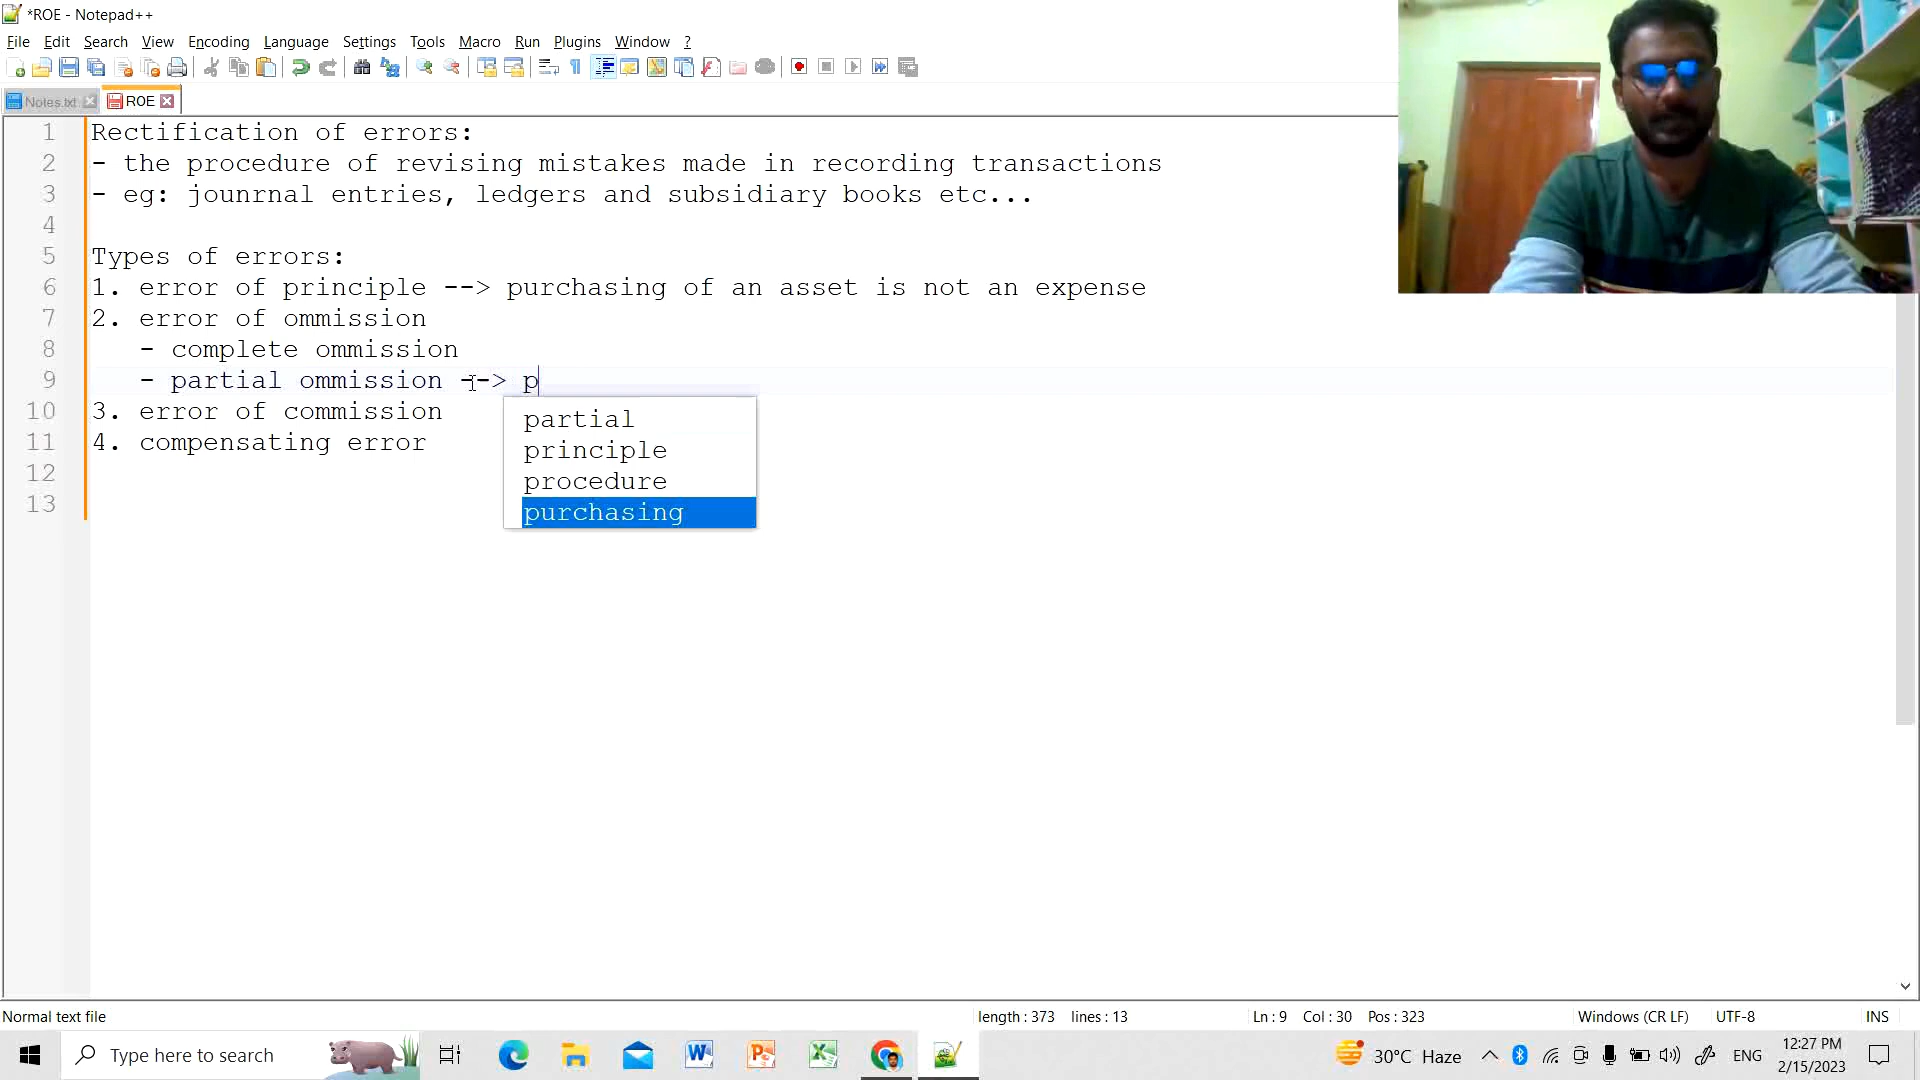 *ROE - Notepad++
File Edit Search View Encoding Language Settings Tools Macro Run Plugins Window ?
Notes.txt ROE
1 Rectification of errors:
2 - the procedure of revising mistakes made in recording transactions
3 - eg: jounrnal entries, ledgers and subsidiary books etc...
4
5 Types of errors:
6 1. error of principle --> purchasing of an asset is not an expense
7 2. error of ommission
8 - complete ommission
9 - partial ommission --> p
10 3. error of commission
11 4. compensating error
12
13
partial
principle
procedure
purchasing
Normal text file length : 373 lines : 13 Ln : 9 Col : 30 Pos : 323 Windows (CR LF) UTF-8 INS
Type here to search 30°C Haze ENG 12:27 PM
2/15/2023